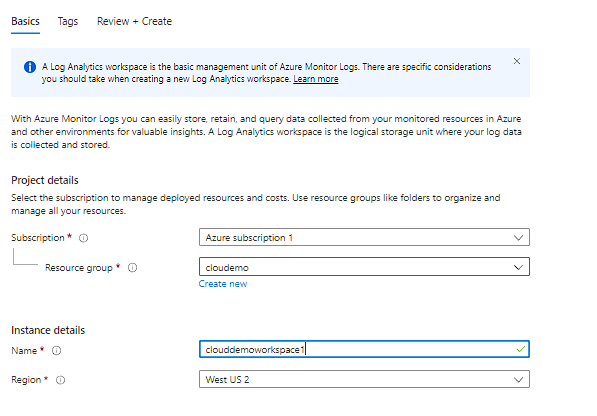 Basics Tags Review + Create
A Log Analytics workspace is the basic management unit of Azure Monitor Logs. There are specific considerations
you should take when creating a new Log Analytics workspace. Learn more
With Azure Monitor Logs you can easily store, retain, and query data collected from your monitored resources in Azure
and other environments for valuable insights. A Log Analytics workspace is the logical storage unit where your log data
is collected and stored.
Project details
Select the subscription to manage deployed resources and costs. Use resource groups like folders to organize and
manage all your resources.
Subscription * Azure subscription 1
Resource group * cloudemo
Create new
Instance details
Name * clouddemoworkspace1
Region * West US 2